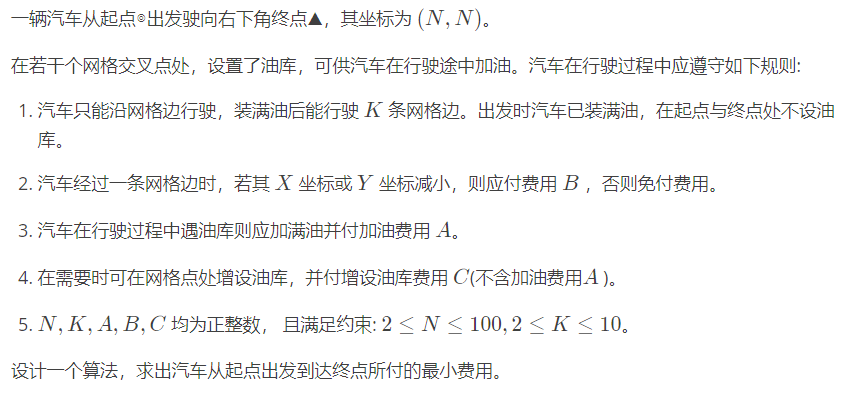 一辆汽车从起点⊙出发驶向右下角终点▲，其坐标为 (N, N)。
在若干个网格交叉点处，设置了油库，可供汽车在行驶途中加油。汽车在行驶过程中应遵守如下规则:
1. 汽车只能沿网格边行驶，装满油后能行驶 K 条网格边。出发时汽车已装满油，在起点与终点处不设油
库。
2. 汽车经过一条网格边时，若其 X 坐标或 Y 坐标减小，则应付费用 B ，否则免付费用。
3. 汽车在行驶过程中遇油库则应加满油并付加油费用 A。
4. 在需要时可在网格点处增设油库，并付增设油库费用 C(不含加油费用A )。
5. N, K, A, B, C 均为正整数， 且满足约束: 2 ≤ N ≤ 100, 2 ≤ K ≤ 10。
设计一个算法，求出汽车从起点出发到达终点所付的最小费用。